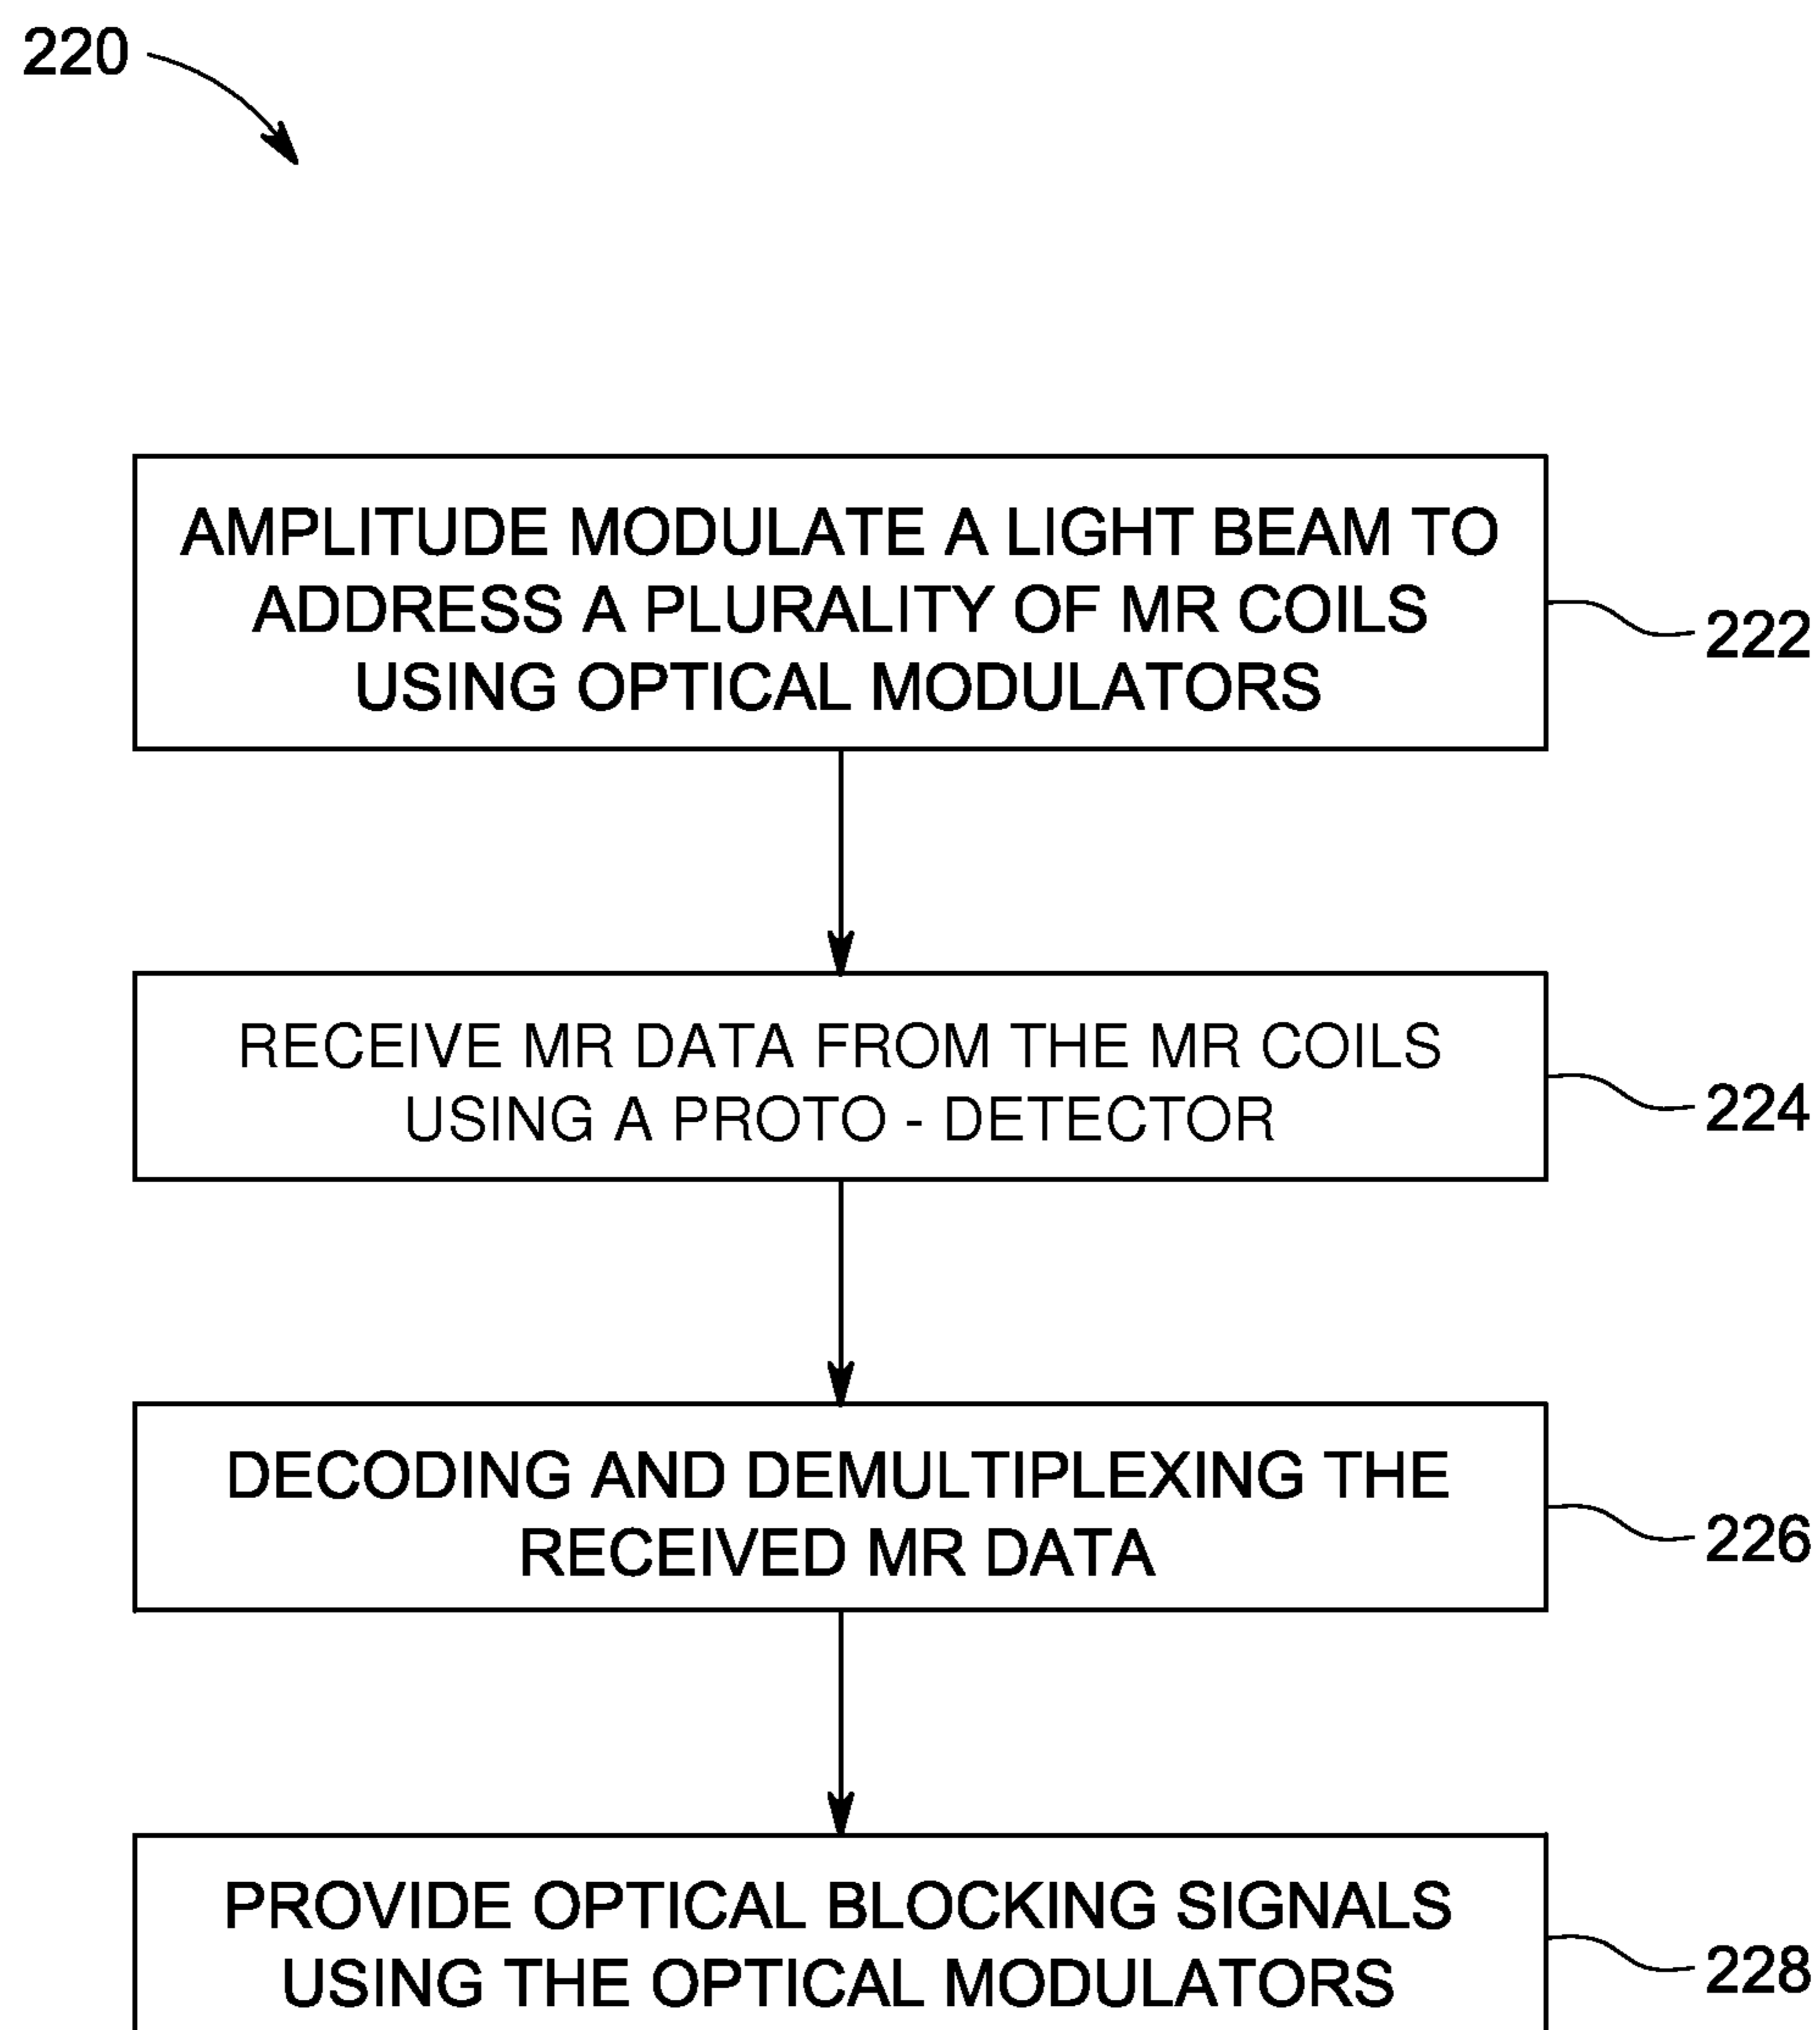 220
AMPLITUDE MODULATE A LIGHT BEAM TO
ADDRESS A PLURALITY OF MR COILS
USING OPTICAL MODULATORS
222
RECEIVE MR DATA FROM THE MR COILS
USING A PROTO - DETECTOR
224
DECODING AND DEMULTIPLEXING THE
RECEIVED MR DATA
226
PROVIDE OPTICAL BLOCKING SIGNALS
USING THE OPTICAL MODULATORS
228